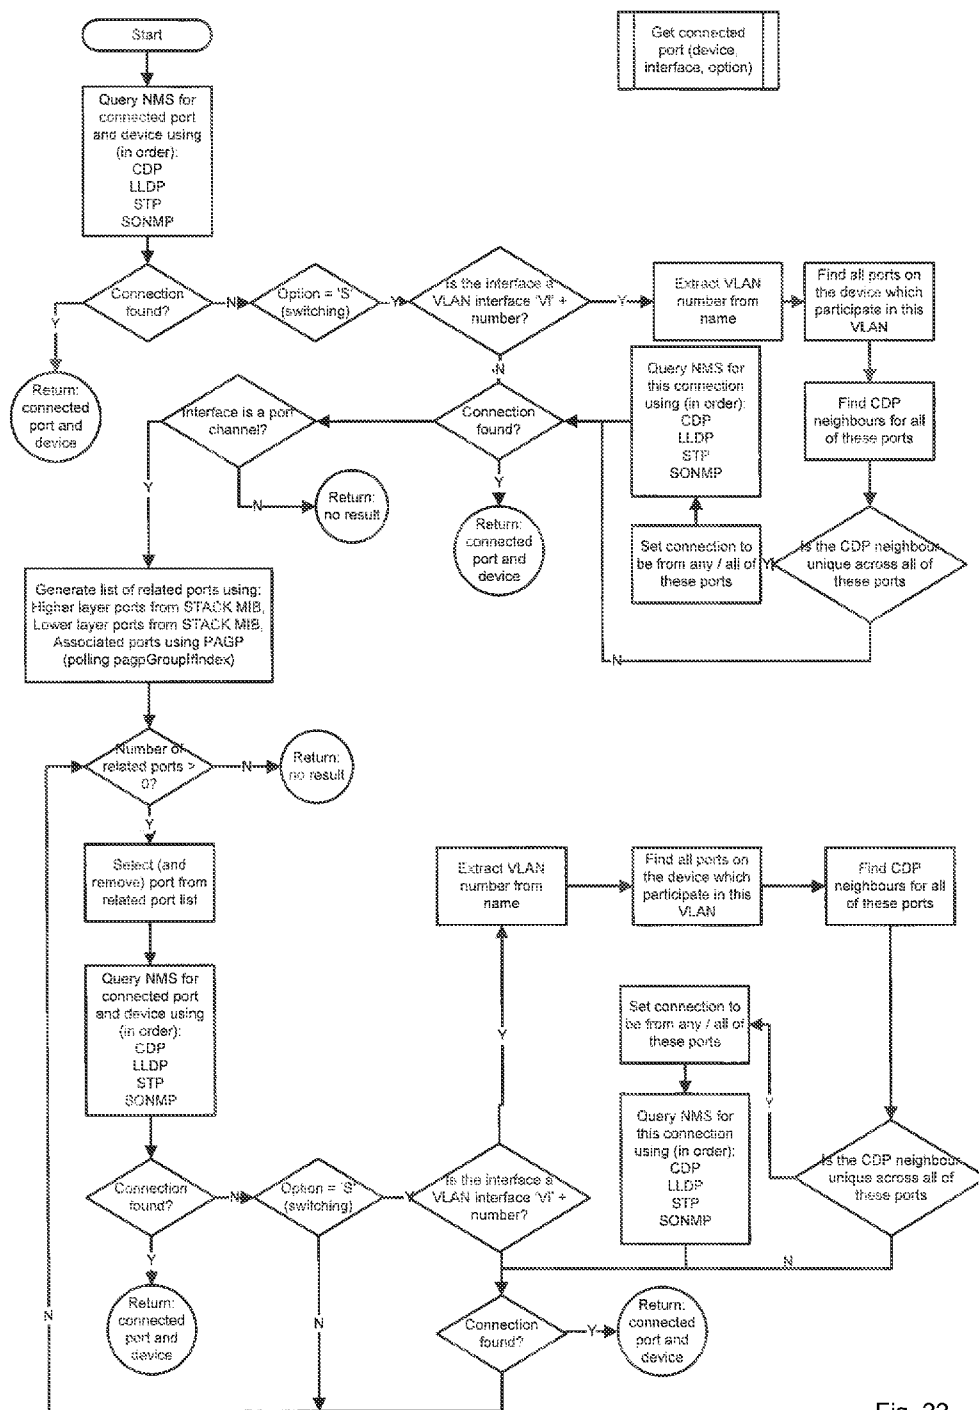 Start
Get connected
port (device,
interface, option)
Query NMS for
connected port
and device using
(in order):
CDP
LLDP
STP
SONMP
Connection
found?
N
Y
Option = 'S'
(switching)
Y
Is the interface a
VLAN interface 'Vl' +
number?
Y
N
Extract VLAN
number from
name
Find all ports on
the device which
participate in this
VLAN
Return:
connected
port and
device
Interface is a port
channel?
Y
N
Return:
no result
Connection
found?
Y
Return:
connected
port and
device
Query NMS for
this connection
using (in order):
CDP
LLDP
STP
SONMP
Find CDP
neighbours for all
of these ports
Set connection to
be from any / all of
these ports
Y
Is the CDP neighbour
unique across all of
these ports
N
Generate list of related ports using:
Higher layer ports from STACK MIB,
Lower layer ports from STACK MIB,
Associated ports using PAGP
(polling pagpGroupIfIndex)
Number of
related ports >
0?
N
Return:
no result
Y
Select (and
remove) port from
related port list
Extract VLAN
number from
name
Find all ports on
the device which
participate in this
VLAN
Find CDP
neighbours for all
of these ports
Query NMS for
connected port
and device using
(in order):
CDP
LLDP
STP
SONMP
Y
Set connection to
be from any / all of
these ports
Y
Query NMS for
this connection
using (in order):
CDP
LLDP
STP
SONMP
Is the CDP neighbour
unique across all of
these ports
N
Connection
found?
N
Option = 'S'
(switching)
Y
Is the interface a
VLAN interface 'Vl' +
number?
Y
Return:
connected
port and
device
N
N
Connection
found?
Y
Return:
connected
port and
device